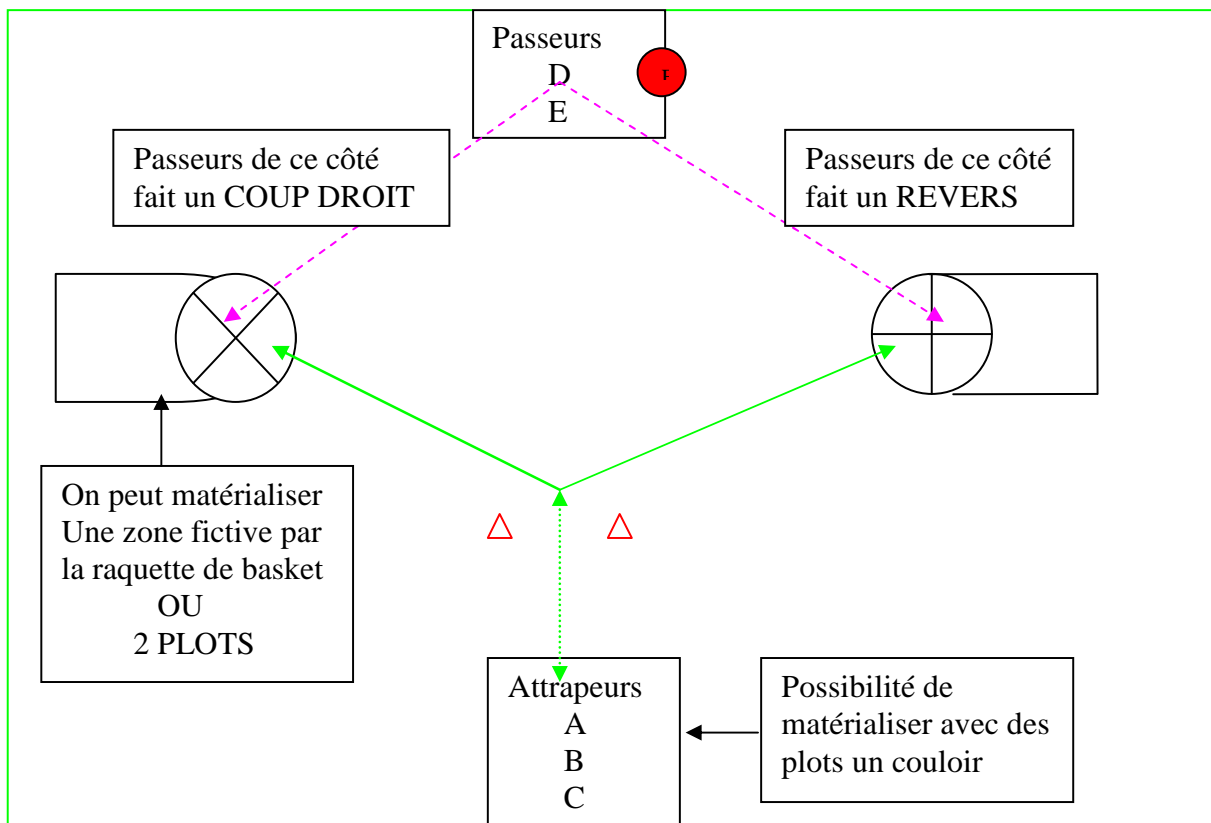 Passeurs
D
E
Passeurs de ce côté
fait un COUP DROIT
Passeurs de ce côté
fait un REVERS
On peut matérialiser
Une zone fictive par
la raquette de basket
OU
2 PLOTS
Attrapeurs
A
B
C
Possibilité de
matérialiser avec des
plots un couloir